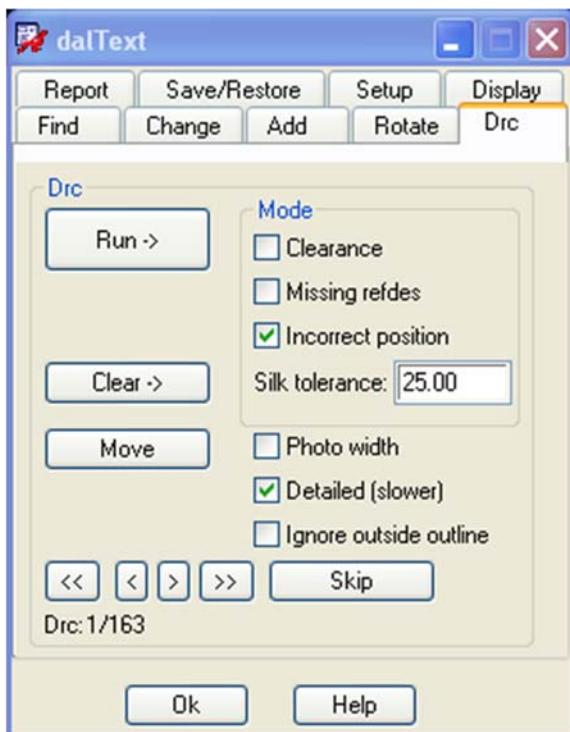 dalText
Report Save/Restore Setup Display
Find Change Add Rotate Drc
Drc
Mode
Run ->
Clearance
Missing refdes
Incorrect position
Clear ->
Silk tolerance: 25.00
Move
Photo width
Detailed (slower)
Ignore outside outline
<< < > >> Skip
Drc: 1/163
Ok Help